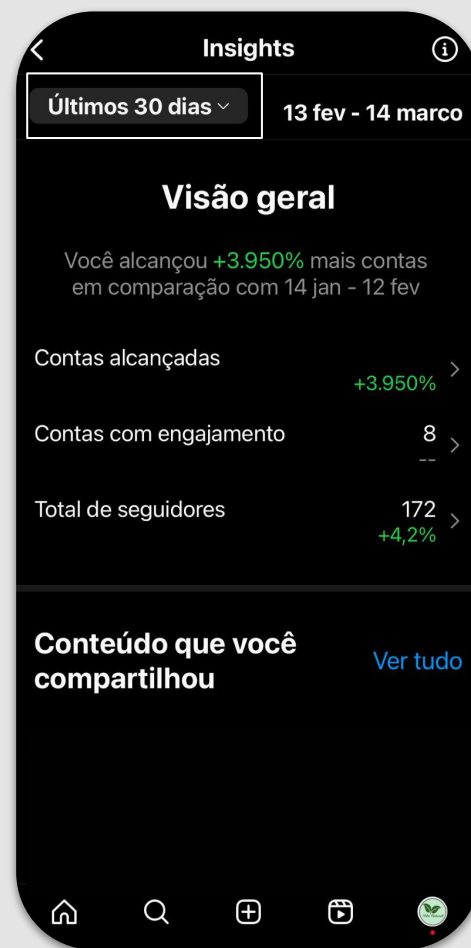 Insights
Últimos 30 dias
13 fev - 14 marco
Visão geral
Você alcançou +3.950% mais contas
em comparação com 14 jan - 12 fev
Contas alcançadas
+3.950%
Contas com engajamento
8
--
Total de seguidores
172
+4,2%
Conteúdo que você
compartilhou
Ver tudo